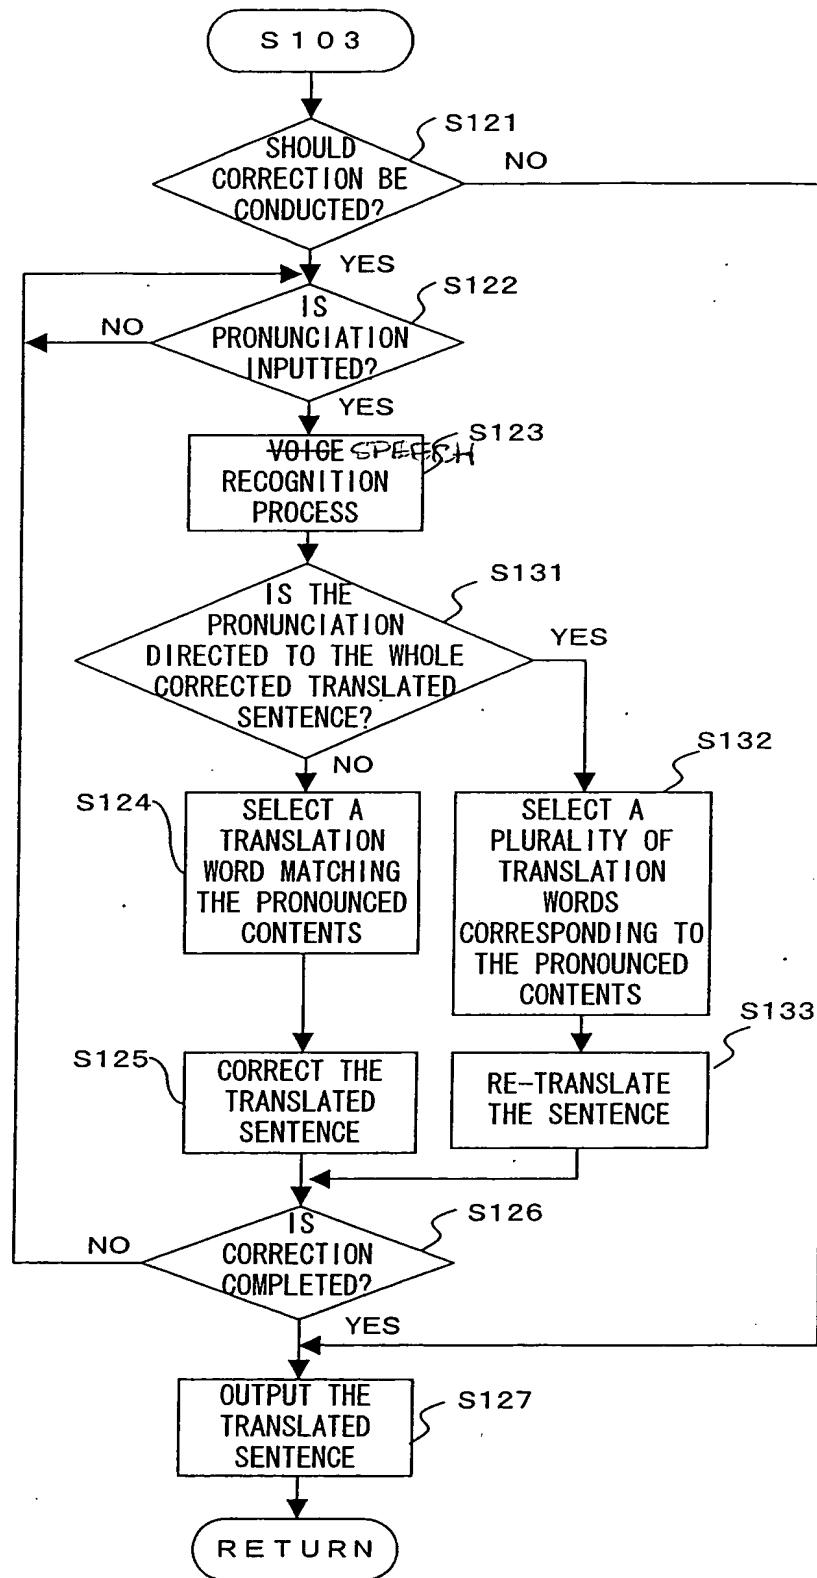 S103
S121
SHOULD
CORRECTION BE
CONDUCTED?
NO
YES
S122
IS
PRONUNCIATION
INPUTTED?
NO
YES
S123
VOICE SPEECH
RECOGNITION
PROCESS
S131
IS THE
PRONUNCIATION
DIRECTED TO THE WHOLE
CORRECTED TRANSLATED
SENTENCE?
YES
NO
S124
SELECT A
TRANSLATION
WORD MATCHING
THE PRONOUNCED
CONTENTS
S132
SELECT A
PLURALITY OF
TRANSLATION
WORDS
CORRESPONDING TO
THE PRONOUNCED
CONTENTS
S125
CORRECT THE
TRANSLATED
SENTENCE
S133
RE-TRANSLATE
THE SENTENCE
S126
IS
CORRECTION
COMPLETED?
NO
YES
S127
OUTPUT THE
TRANSLATED
SENTENCE
RETURN